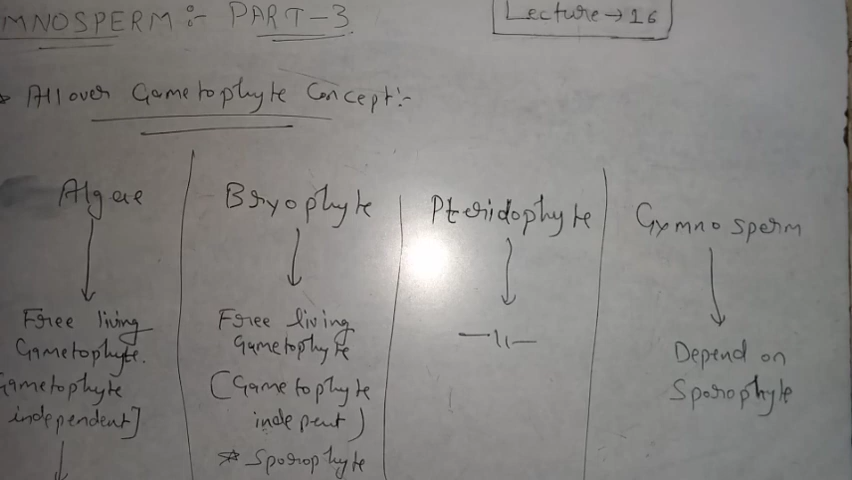 MNOSPERM:- PART-3
Lecture→16
* Allover Gametophyte Concept:-
Algae
Free living
Gametophyte.
Gametophyte
independent]
Bryophyte
Free living
Gametophyte
(Gametophyte
indepent)
* Sporophyte
Pteridophyte
—11—
Gymnosperm
Depend on
Sporophyte